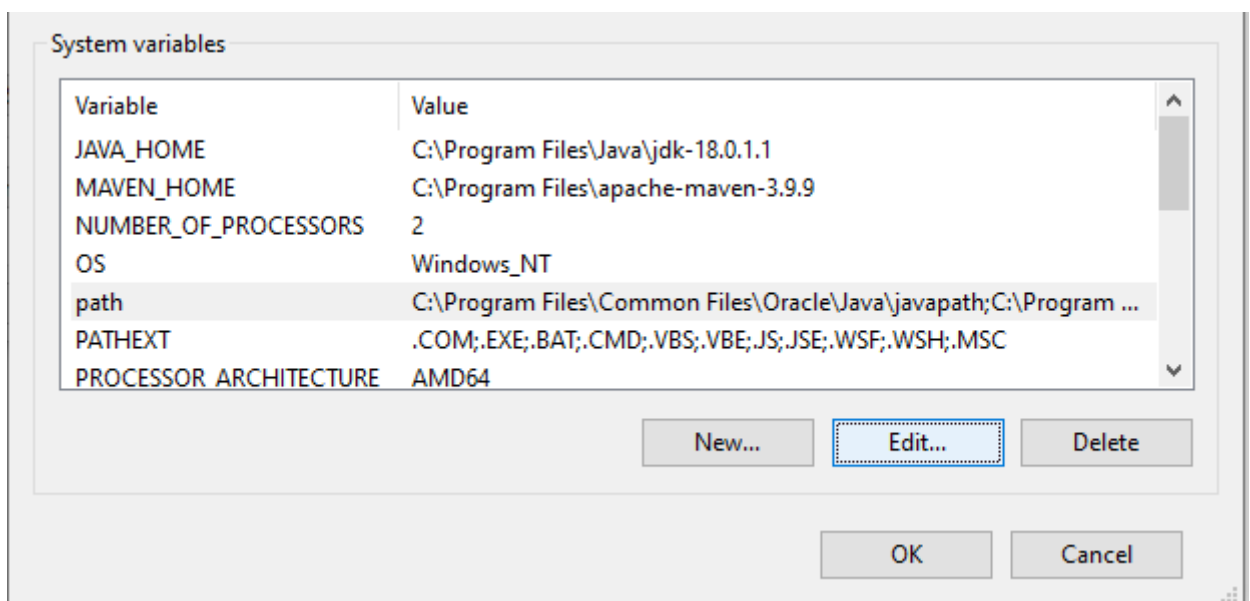 System variables
Variable Value
JAVA_HOME C:\Program Files\Java\jdk-18.0.1.1
MAVEN_HOME C:\Program Files\apache-maven-3.9.9
NUMBER_OF_PROCESSORS 2
OS Windows_NT
path C:\Program Files\Common Files\Oracle\Java\javapath;C:\Program ...
PATHEXT .COM;.EXE;.BAT;.CMD;.VBS;.VBE;.JS;.JSE;.WSF;.WSH;.MSC
PROCESSOR_ARCHITECTURE AMD64
New... Edit... Delete
OK Cancel